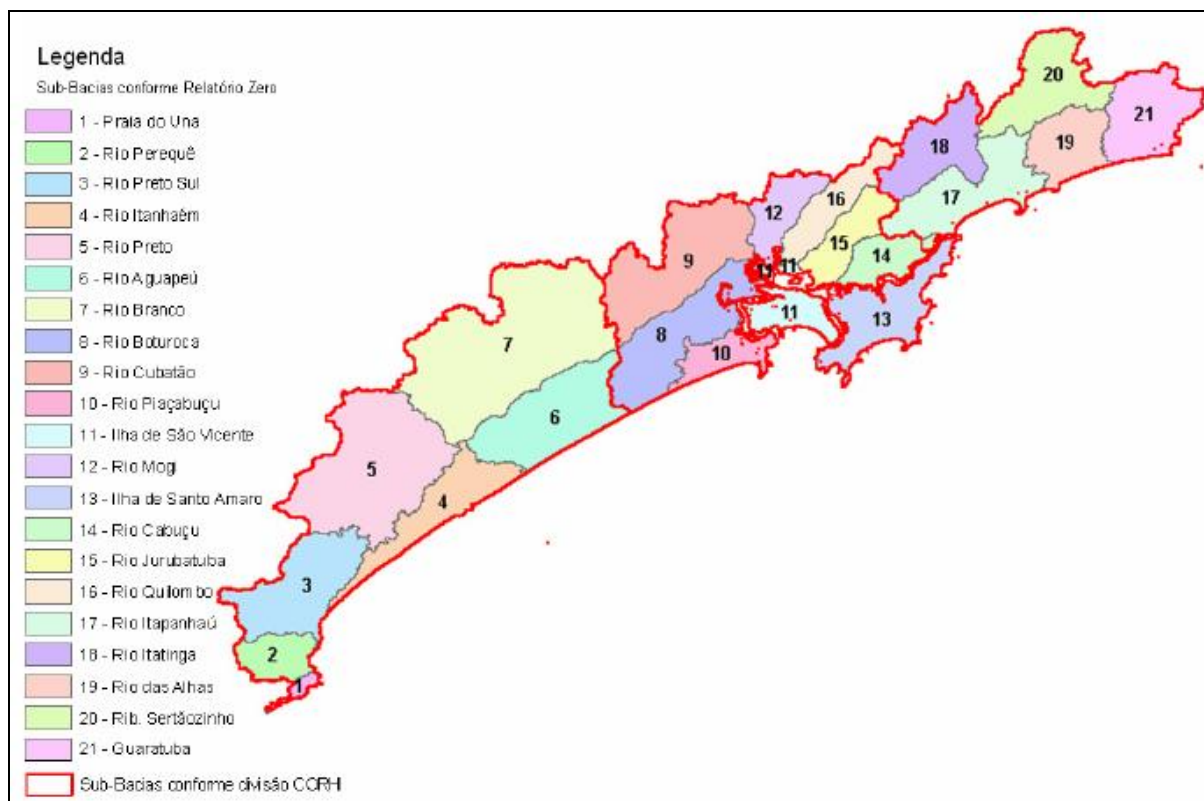 Legenda
Sub-Bacias conforme Relatório Zero
1 - Praia do Una
2 - Rio Perequê
3 - Rio Preto Sul
4 - Rio Itanhaém
5 - Rio Preto
6 - Rio Aguapeú
7 - Rio Branco
8 - Rio Boturoca
9 - Rio Cubatão
10 - Rio Piaçabuçu
11 - Ilha de São Vicente
12 - Rio Mogi
13 - Ilha de Santo Amaro
14 - Rio Cabuçu
15 - Rio Jurubatuba
16 - Rio Quilombo
17 - Rio Itapanhaú
18 - Rio Itatinga
19 - Rio das Alhas
20 - Rib. Sertãozinho
21 - Guaratuba
Sub-Bacias conforme divisão CORHI
20
21
18
19
12
16
17
15
9
11
11
14
11
13
8
10
7
6
5
4
3
2
1